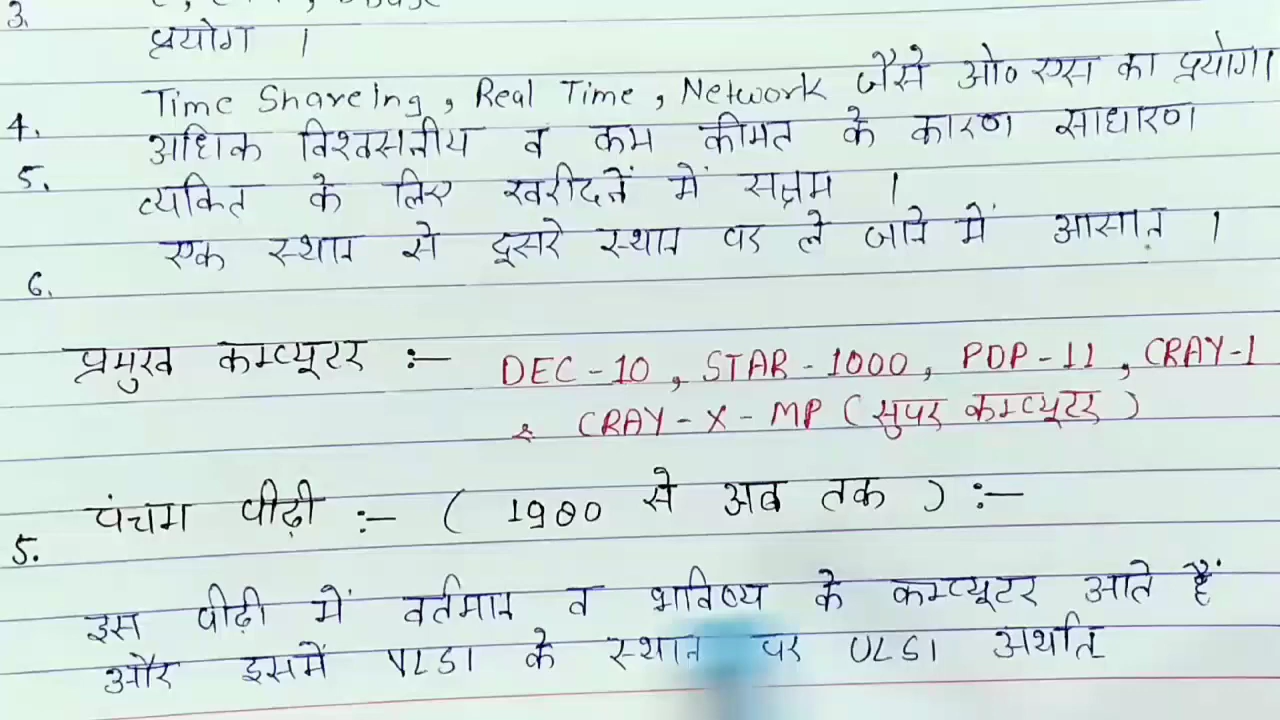 3.
प्रयोग ।
4. Time Shareing, Real Time, Network जैसे ओ० एस का प्रयोग।
5. अधिक विश्वसनीय व कम कीमत के कारण साधारण
व्यकित के लिए खरीदनें में सक्षम ।
6. एक स्थान से दूसरे स्थान पर ले जाने में आसान ।
प्रमुख कम्प्यूटर :- DEC-10, STAR-1000, PDP-11, CRAY-1
& CRAY-X-MP (सुपर कम्प्यूटर)
5. पंचम पीढ़ी :- ( 1980 से अब तक ) :-
इस पीढ़ी में वर्तमान व भविष्य के कम्प्यूटर आते हैं
और इसमें VLSI के स्थान पर ULSI अर्थात